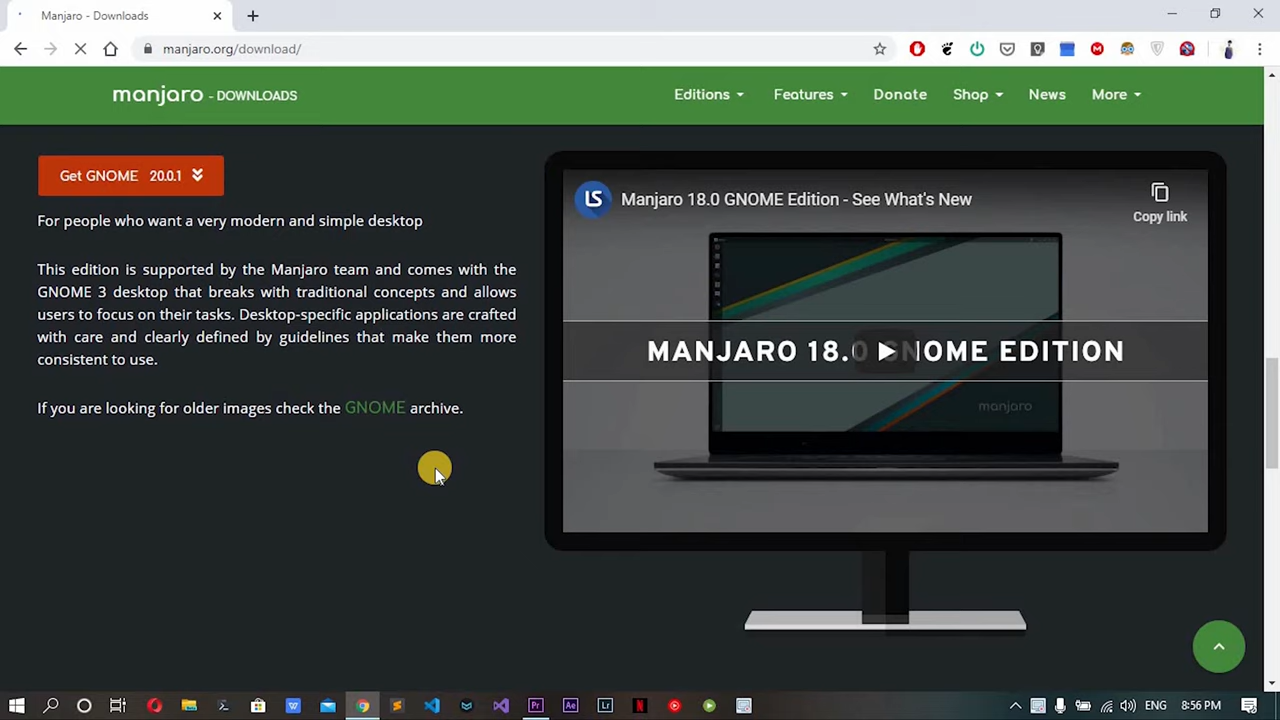 Manjaro - Downloads
manjaro.org/download/
manjaro - DOWNLOADS
Editions
Features
Donate
Shop
News
More
Get GNOME 20.0.1
For people who want a very modern and simple desktop
This edition is supported by the Manjaro team and comes with the
GNOME 3 desktop that breaks with traditional concepts and allows
users to focus on their tasks. Desktop-specific applications are crafted
with care and clearly defined by guidelines that make them more
consistent to use.
If you are looking for older images check the GNOME archive.
LS
Manjaro 18.0 GNOME Edition - See What's New
Copy link
MANJARO 18.0 GNOME EDITION
manjaro
Pr
Ae
Lr
N
W
ENG
8:56 PM